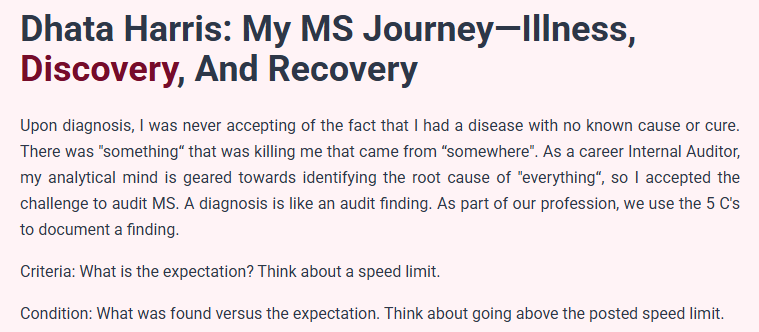 Dhata Harris: My MS Journey—Illness,
Discovery, And Recovery
Upon diagnosis, I was never accepting of the fact that I had a disease with no known cause or cure.
There was "something“ that was killing me that came from “somewhere". As a career Internal Auditor,
my analytical mind is geared towards identifying the root cause of "everything“, so I accepted the
challenge to audit MS. A diagnosis is like an audit finding. As part of our profession, we use the 5 C's
to document a finding.
Criteria: What is the expectation? Think about a speed limit.
Condition: What was found versus the expectation. Think about going above the posted speed limit.